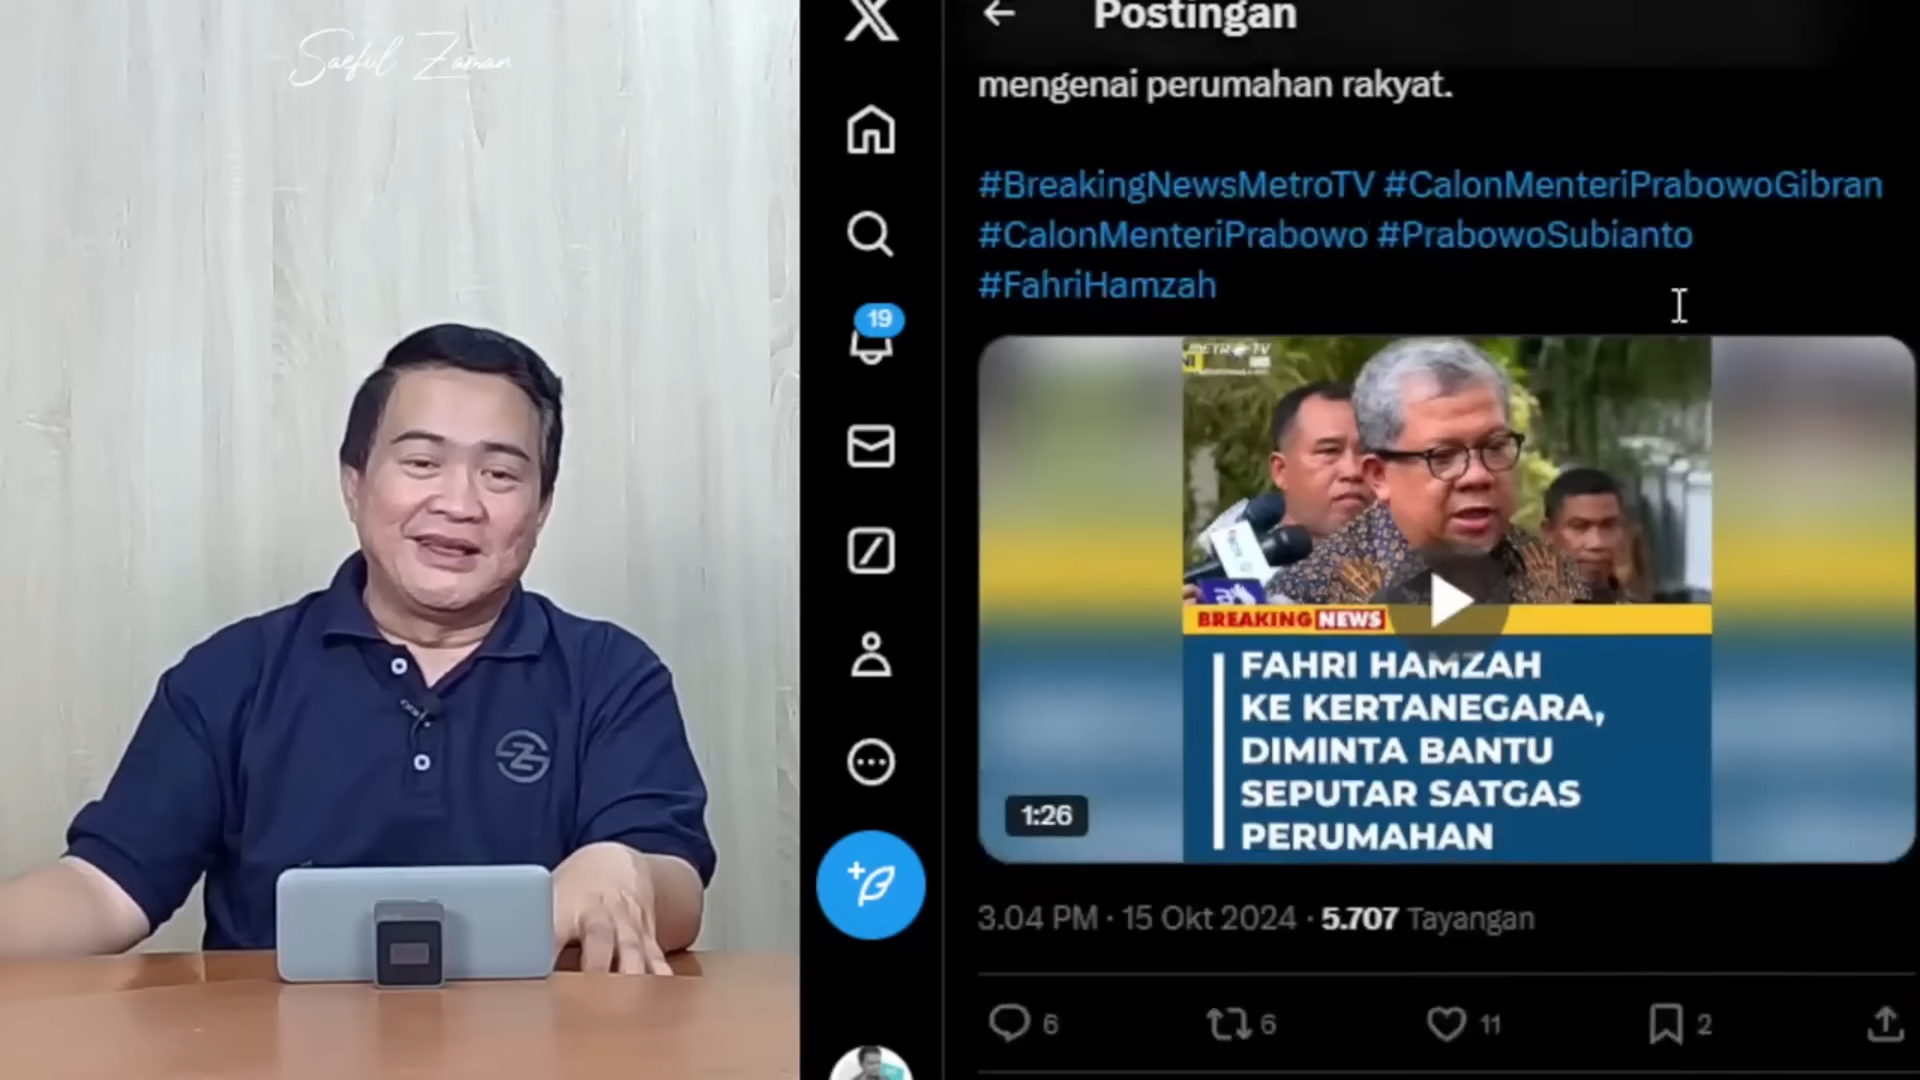 Saeful Zaman
Postingan
mengenai perumahan rakyat.
#BreakingNewsMetroTV #CalonMenteriPrabowoGibran
#CalonMenteriPrabowo #PrabowoSubianto
#FahriHamzah
19
METRO TV
BREAKING NEWS
FAHRI HAMZAH
KE KERTANEGARA,
DIMINTA BANTU
SEPUTAR SATGAS
PERUMAHAN
1:26
3.04 PM · 15 Okt 2024 · 5.707 Tayangan
6
6
11
2